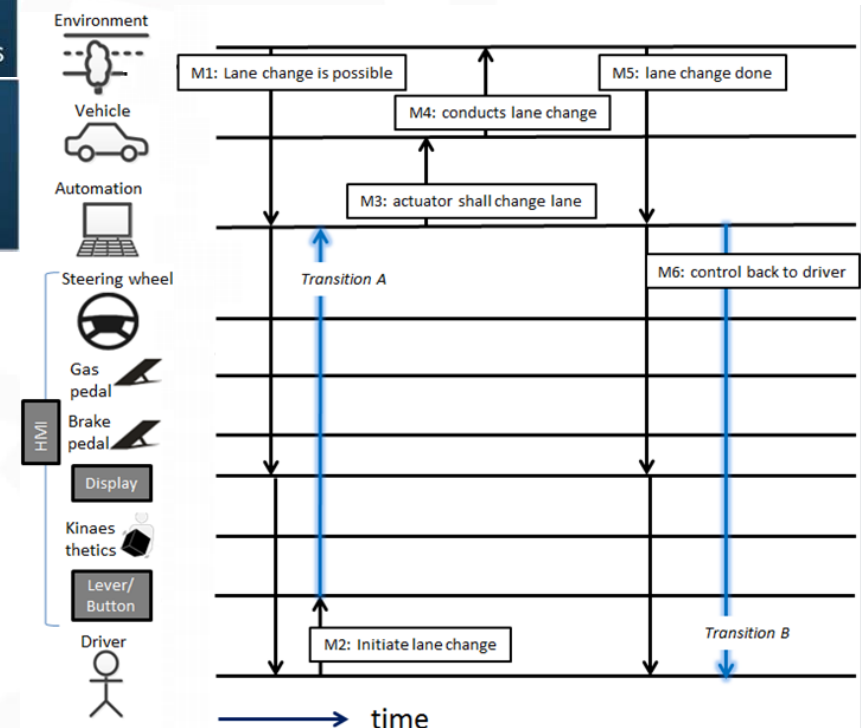 S
Environment
M1: Lane change is possible
M5: lane change done
Vehicle
M4: conducts lane change
Automation
M3: actuator shall change lane
Steering wheel
Transition A
M6: control back to driver
Gas
pedal
HMI
Brake
pedal
Display
Kinaes
thetics
Lever/
Button
Driver
M2: Initiate lane change
Transition B
time